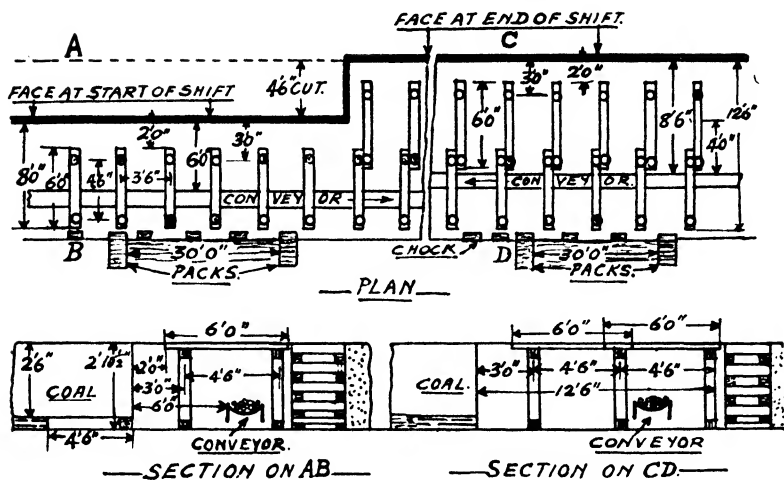 FACE AT END OF SHIFT.
A
C
FACE AT START OF SHIFT
4'6" CUT.
3'0"
2'0"
2'0"
6'0"
3'0"
6'0"
8'6"
12'6"
4'0"
8'0"
6'0"
4'6"
3'6"
CONVEYOR
CONVEYOR.
B
30'0"
PACKS.
CHOCK
D
30'0"
PACKS.
PLAN
6'0"
6'0"
6'0"
2'6"
2'10½"
2'0"
4'6"
3'0"
4'6"
4'6"
COAL
3'0"
6'0"
COAL.
12'6"
4'6"
CONVEYOR.
CONVEYOR
SECTION ON AB
SECTION ON CD.